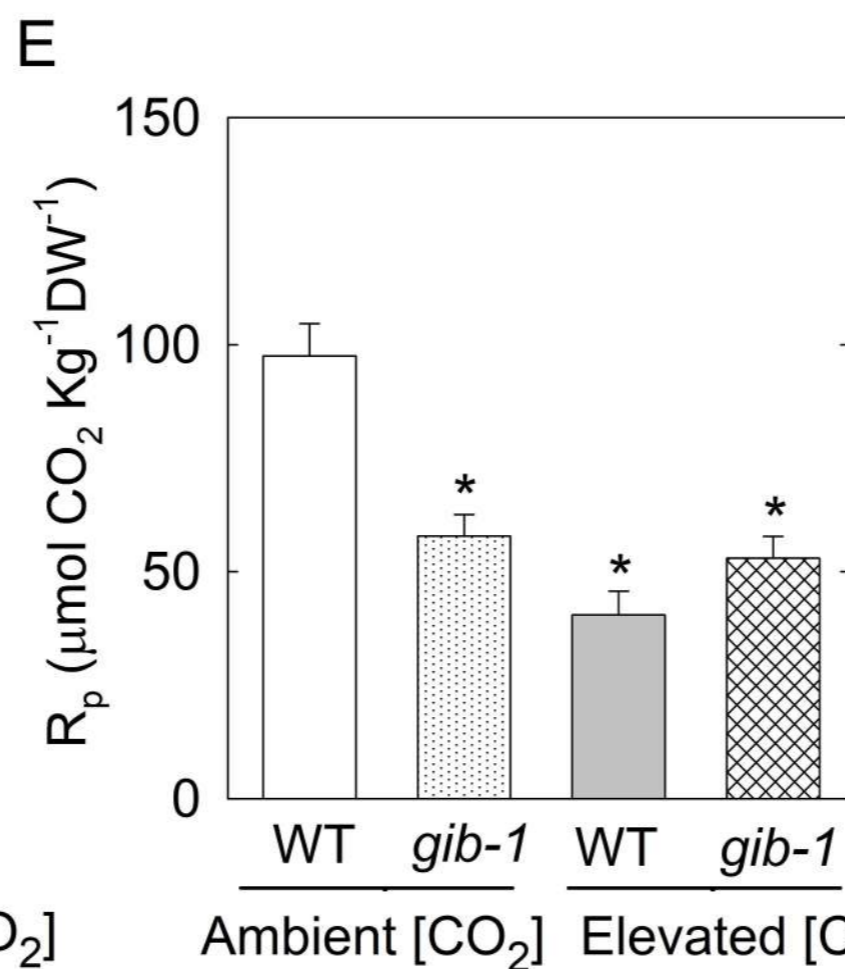 E
150
100
50
0
R_p (μmol CO₂ Kg⁻¹DW⁻¹)
*
*
*
WT gib-1 WT gib-1
O₂] Ambient [CO₂] Elevated [C